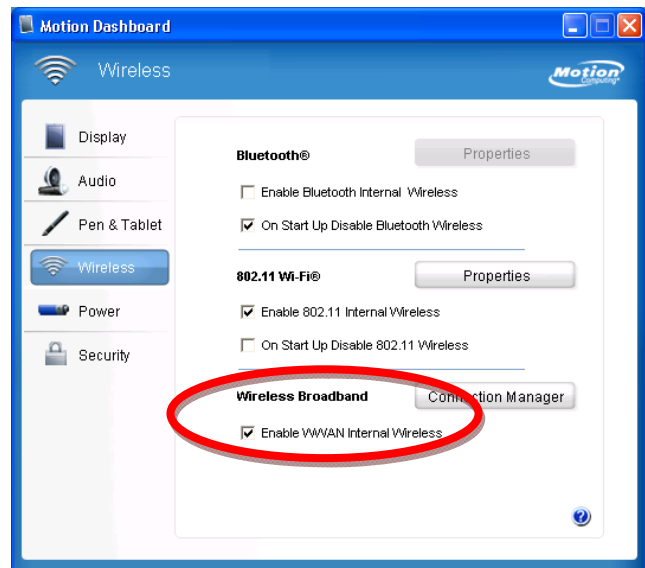 Motion Dashboard
Wireless
Motion
Computing
Display
Audio
Pen & Tablet
Wireless
Power
Security
Bluetooth® Properties
Enable Bluetooth Internal Wireless
On Start Up Disable Bluetooth Wireless
802.11 Wi-Fi® Properties
Enable 802.11 Internal Wireless
On Start Up Disable 802.11 Wireless
Wireless Broadband Connection Manager
Enable WWAN Internal Wireless
?